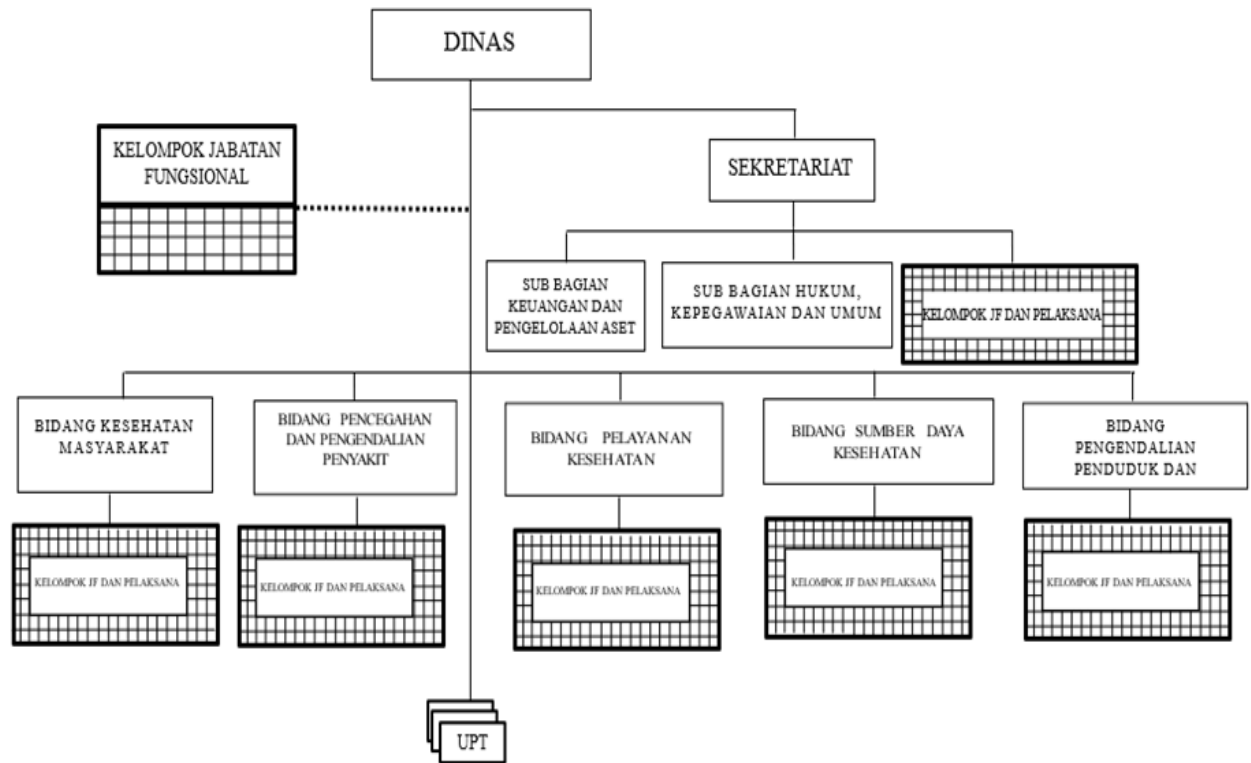 DINAS
KELOMPOK JABATAN
FUNGSIONAL
SEKRETARIAT
SUB BAGIAN
KEUANGAN DAN
PENGELOLAAN ASET
SUB BAGIAN HUKUM,
KEPEGAWAIAN DAN UMUM
KELOMPOK JF DAN PELAKSANA
BIDANG KESEHATAN
MASYARAKAT
BIDANG PENCEGAHAN
DAN PENGENDALIAN
PENYAKIT
BIDANG PELAYANAN
KESEHATAN
BIDANG SUMBER DAYA
KESEHATAN
BIDANG
PENGENDALIAN
PENDUDUK DAN
KELOMPOK JF DAN PELAKSANA
KELOMPOK JF DAN PELAKSANA
KELOMPOK JF DAN PELAKSANA
KELOMPOK JF DAN PELAKSANA
KELOMPOK JF DAN PELAKSANA
UPT